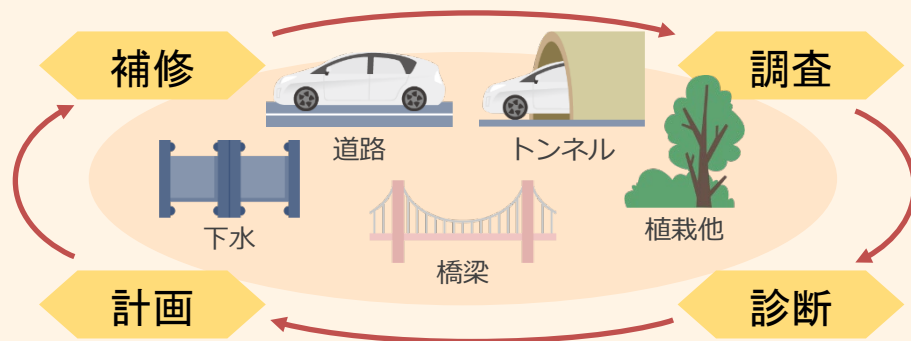 補修
調査
道路
トンネル
下水
橋梁
植栽他
計画
診断